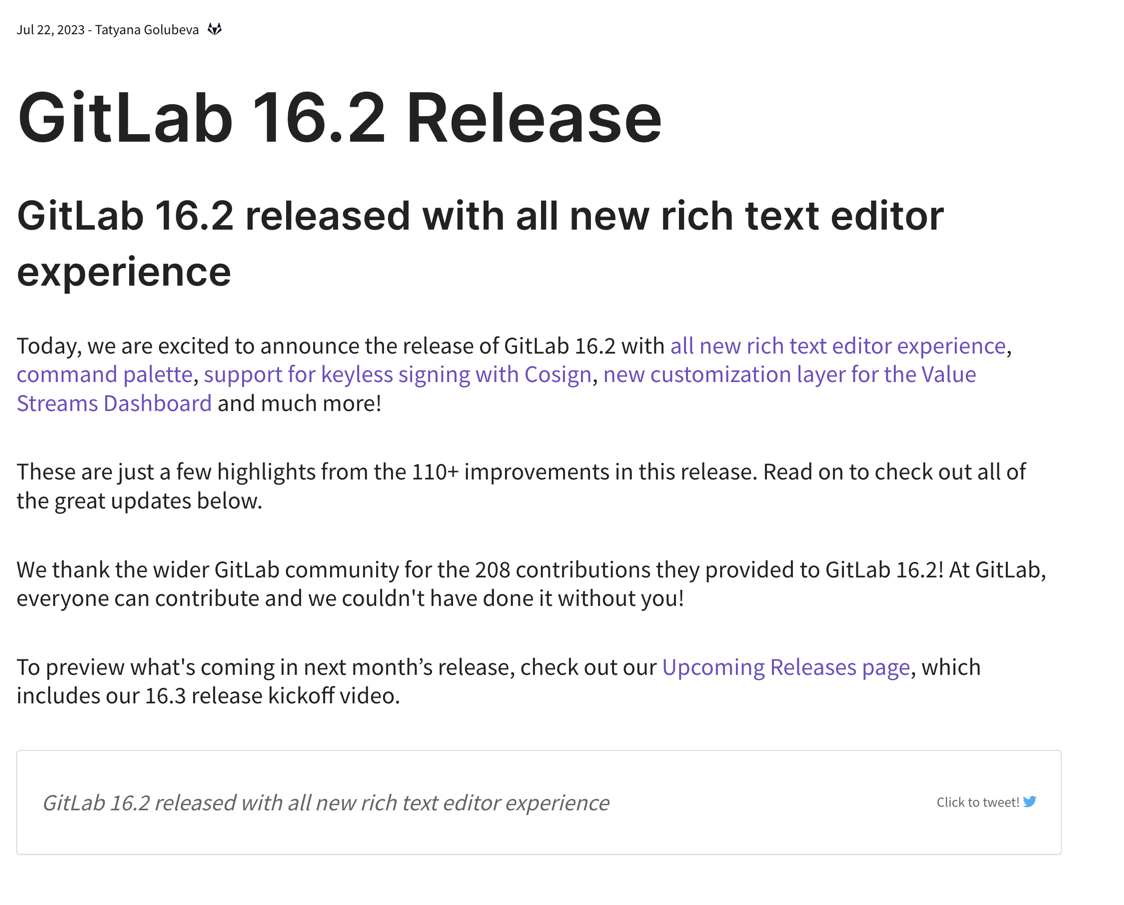 Jul 22, 2023 - Tatyana Golubeva
GitLab 16.2 Release
GitLab 16.2 released with all new rich text editor
experience
Today, we are excited to announce the release of GitLab 16.2 with all new rich text editor experience,
command palette, support for keyless signing with Cosign, new customization layer for the Value
Streams Dashboard and much more!
These are just a few highlights from the 110+ improvements in this release. Read on to check out all of
the great updates below.
We thank the wider GitLab community for the 208 contributions they provided to GitLab 16.2! At GitLab,
everyone can contribute and we couldn't have done it without you!
To preview what's coming in next month’s release, check out our Upcoming Releases page, which
includes our 16.3 release kickoff video.
GitLab 16.2 released with all new rich text editor experience
Click to tweet!